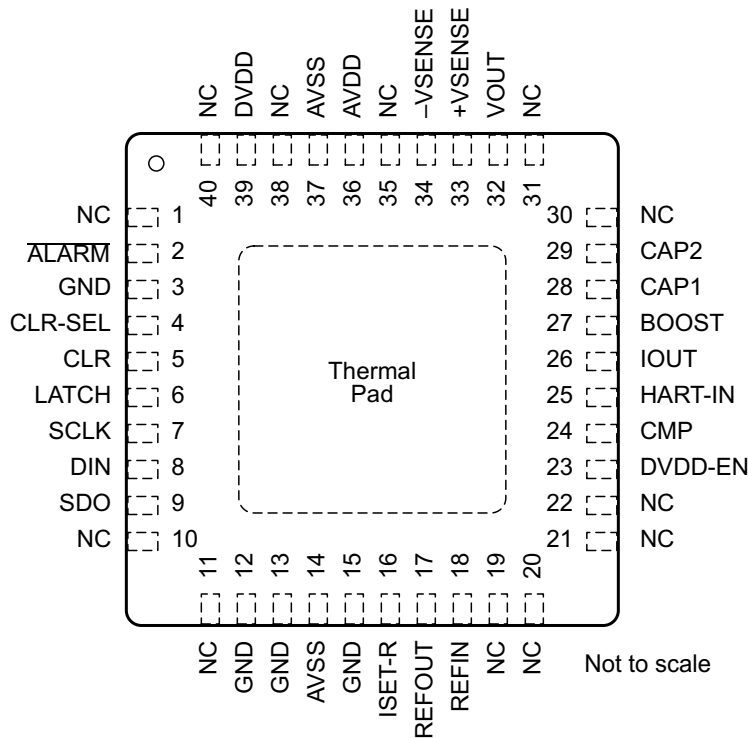 NC
DVDD
NC
AVSS
AVDD
NC
–VSENSE
+VSENSE
VOUT
NC
40
39
38
37
36
35
34
33
32
31
NC 1
ALARM 2
GND 3
CLR-SEL 4
CLR 5
LATCH 6
SCLK 7
DIN 8
SDO 9
NC 10
Thermal
Pad
30 NC
29 CAP2
28 CAP1
27 BOOST
26 IOUT
25 HART-IN
24 CMP
23 DVDD-EN
22 NC
21 NC
11
12
13
14
15
16
17
18
19
20
NC
GND
GND
AVSS
GND
ISET-R
REFOUT
REFIN
NC
NC
Not to scale